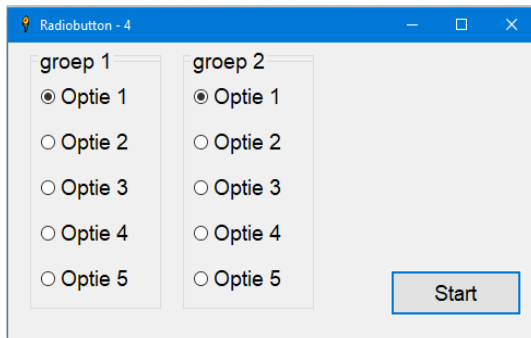 Radiobutton - 4
groep 1
Optie 1
Optie 2
Optie 3
Optie 4
Optie 5
groep 2
Optie 1
Optie 2
Optie 3
Optie 4
Optie 5
Start